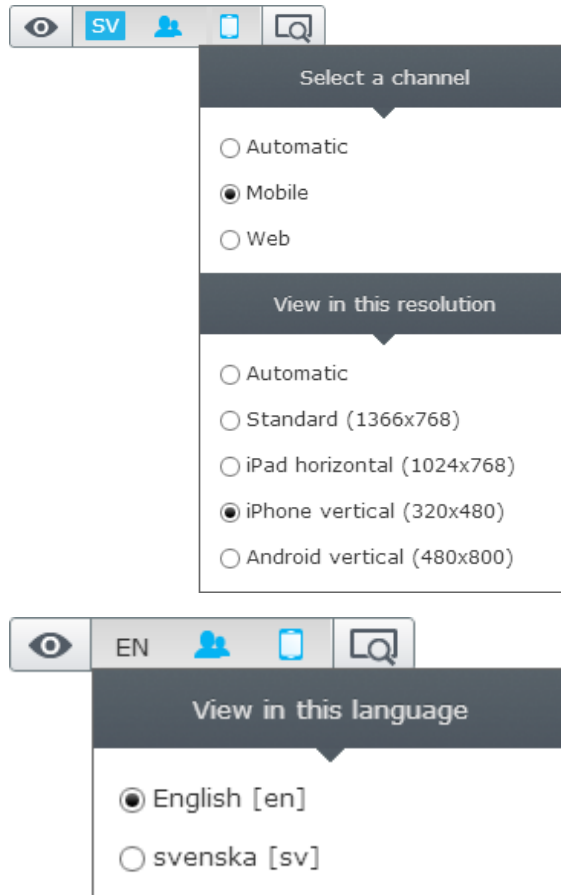 SV
Select a channel
Automatic
Mobile
Web
View in this resolution
Automatic
Standard (1366x768)
iPad horizontal (1024x768)
iPhone vertical (320x480)
Android vertical (480x800)
EN
View in this language
English [en]
svenska [sv]